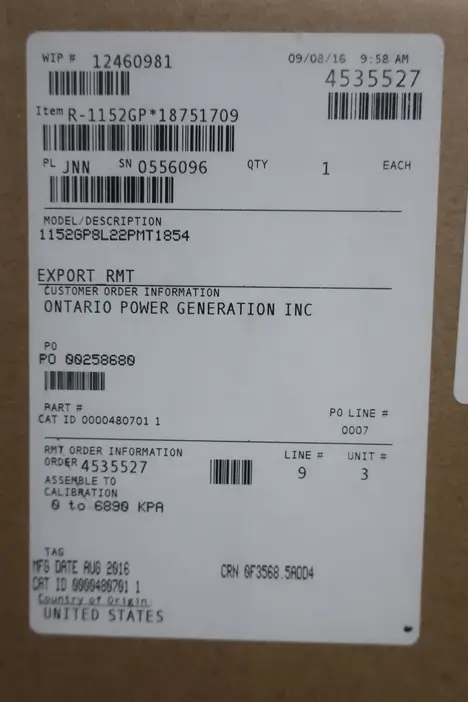 WIP # 12460981
09/08/16 9:58 AM
4535527
Item R-1152GP*18751709
PL JNN SN 0556096 QTY 1 EACH
MODEL/DESCRIPTION
1152GP8L22PMT1854
EXPORT RMT
CUSTOMER ORDER INFORMATION
ONTARIO POWER GENERATION INC
PO
PO 00258680
PART #
CAT ID 0000480701 1
PO LINE #
0007
RMT ORDER INFORMATION
ORDER 4535527
LINE # UNIT #
9 3
ASSEMBLE TO
CALIBRATION
0 to 6890 KPA
TAG
MFG DATE AUG 2016
CRN 0F3568.5ADD4
CAT ID 0000480701 1
Country of Origin:
UNITED STATES